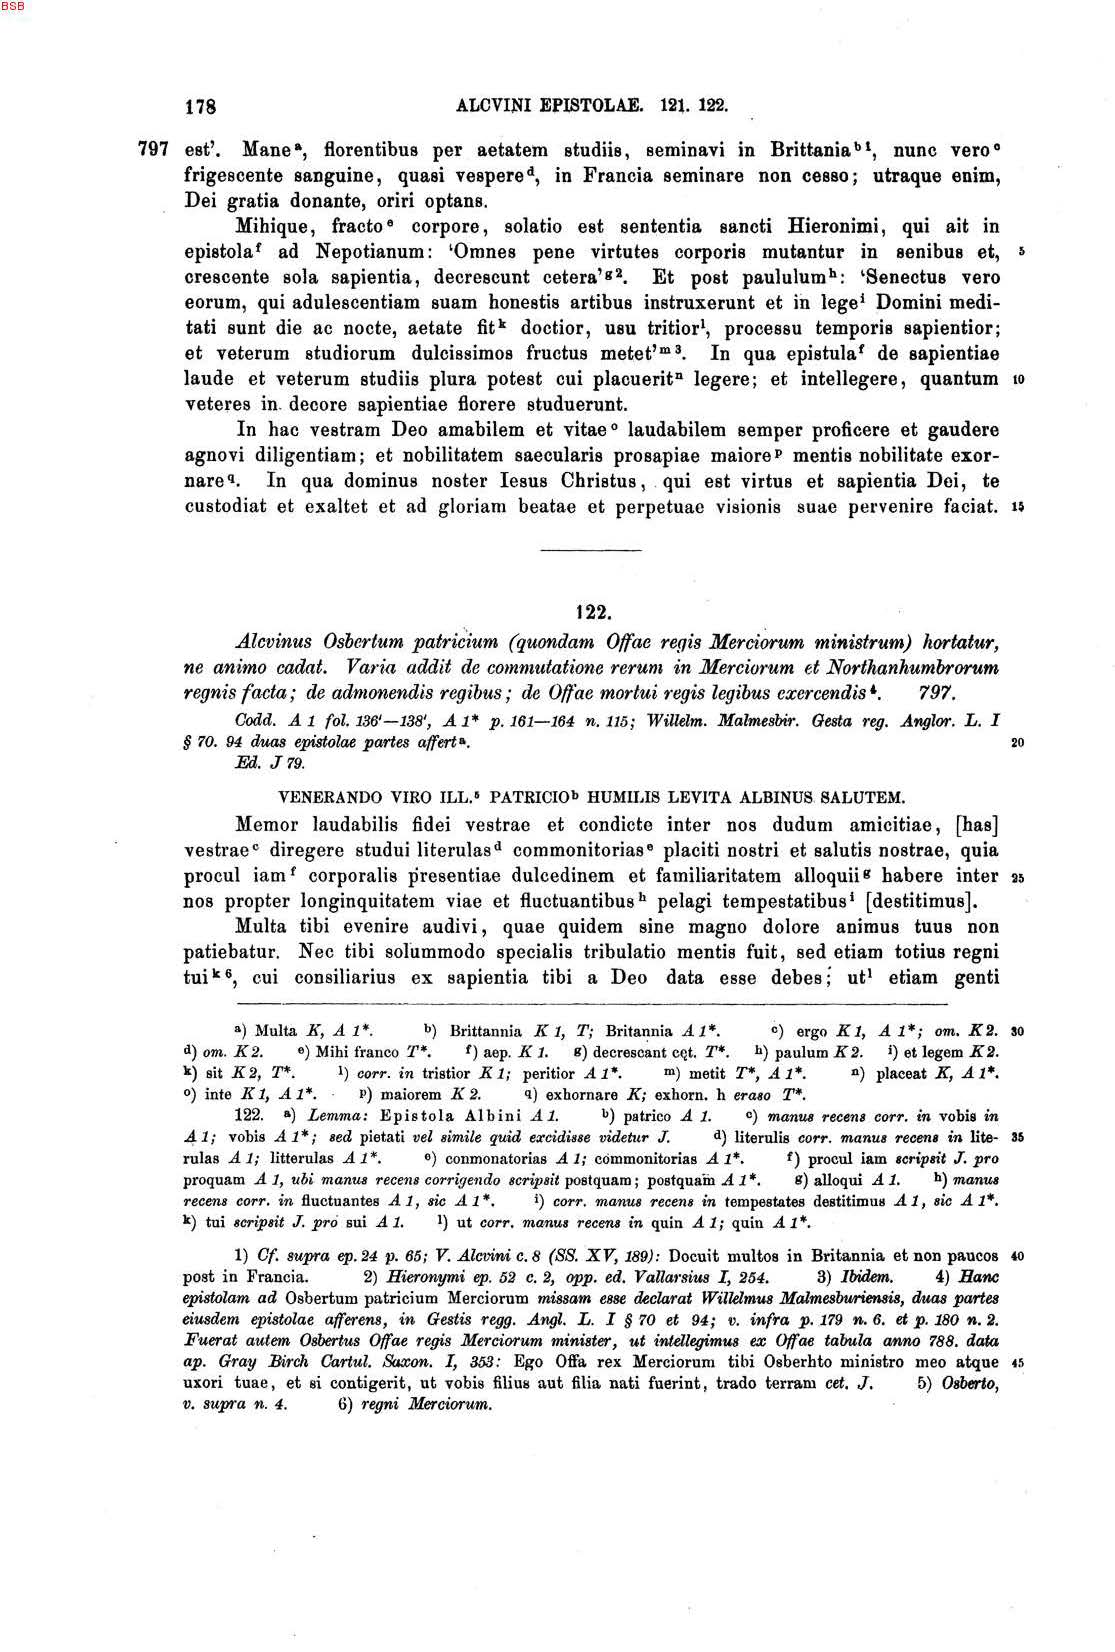 BSB
178 ALCVINI EPISTOLAE. 121. 122.
797 est’. Mane ᵃ, florentibus per aetatem studiis, seminavi in Brittania ᵇ ¹, nunc vero ᶜ
frigescente sanguine, quasi vespere ᵈ, in Francia seminare non cesso; utraque enim,
Dei gratia donante, oriri optans.
Mihique, fracto ᵉ corpore, solatio est sententia sancti Hieronimi, qui ait in
epistola ᶠ ad Nepotianum: ‘Omnes pene virtutes corporis mutantur in senibus et, 5
crescente sola sapientia, decrescunt cetera’ ᵍ ². Et post paululum ʰ: ‘Senectus vero
eorum, qui adulescentiam suam honestis artibus instruxerunt et in lege ⁱ Domini medi-
tati sunt die ac nocte, aetate fit ᵏ doctior, usu tritior ˡ, processu temporis sapientior;
et veterum studiorum dulcissimos fructus metet’ ᵐ ³. In qua epistula ᶠ de sapientiae
laude et veterum studiis plura potest cui placuerit ⁿ legere; et intellegere, quantum 10
veteres in decore sapientiae florere studuerunt.
In hac vestram Deo amabilem et vitae ᵒ laudabilem semper proficere et gaudere
agnovi diligentiam; et nobilitatem saecularis prosapiae maiore ᵖ mentis nobilitate exor-
nare q. In qua dominus noster Iesus Christus, qui est virtus et sapientia Dei, te
custodiat et exaltet et ad gloriam beatae et perpetuae visionis suae pervenire faciat. 15
122.
Alcvinus Osbertum patricium (quondam Offae regis Merciorum ministrum) hortatur,
ne animo cadat. Varia addit de commutatione rerum in Merciorum et Northanhumbrorum
regnis facta; de admonendis regibus; de Offae mortui regis legibus exercendis ⁴. 797.
Codd. A 1 fol. 136'—138', A 1* p. 161—164 n. 115; Willelm. Malmesbir. Gesta reg. Anglor. L. I
§ 70. 94 duas epistolae partes affert ᵃ. 20
Ed. J 79.
VENERANDO VIRO ILL. ⁵ PATRICIO ᵇ HUMILIS LEVITA ALBINUS SALUTEM.
Memor laudabilis fidei vestrae et condicte inter nos dudum amicitiae, [has]
vestrae ᶜ diregere studui literulas ᵈ commonitorias ᵉ placiti nostri et salutis nostrae, quia
procul iam ᶠ corporalis presentiae dulcedinem et familiaritatem alloquii ᵍ habere inter 25
nos propter longinquitatem viae et fluctuantibus ʰ pelagi tempestatibus ⁱ [destitimus].
Multa tibi evenire audivi, quae quidem sine magno dolore animus tuus non
patiebatur. Nec tibi solummodo specialis tribulatio mentis fuit, sed etiam totius regni
tui ᵏ ⁶, cui consiliarius ex sapientia tibi a Deo data esse debes; ut ˡ etiam genti
a) Multa K, A 1*. b) Brittannia K 1, T; Britannia A 1*. c) ergo K 1, A 1*; om. K 2. 30
d) om. K 2. e) Mihi franco T*. f) aep. K 1. g) decrescant cęt. T*. h) paulum K 2. i) et legem K 2.
k) sit K 2, T*. l) corr. in tristior K 1; peritior A 1*. m) metit T*, A 1*. n) placeat K, A 1*.
o) inte K 1, A 1*. p) maiorem K 2. q) exhornare K; exhorn. h eraso T*.
122. a) Lemma: Epistola Albini A 1. b) patrico A 1. c) manus recens corr. in vobis in
A 1; vobis A 1*; sed pietati vel simile quid excidisse videtur J. d) literulis corr. manus recens in lite- 35
rulas A 1; litterulas A 1*. e) conmonatorias A 1; commonitorias A 1*. f) procul iam scripsit J. pro
proquam A 1, ubi manus recens corrigendo scripsit postquam; postquam A 1*. g) alloqui A 1. h) manus
recens corr. in fluctuantes A 1, sic A 1*. i) corr. manus recens in tempestates destitimus A 1, sic A 1*.
k) tui scripsit J. pro sui A 1. l) ut corr. manus recens in quin A 1; quin A 1*.
1) Cf. supra ep. 24 p. 65; V. Alcvini c. 8 (SS. XV, 189): Docuit multos in Britannia et non paucos 40
post in Francia. 2) Hieronymi ep. 52 c. 2, opp. ed. Vallarsius I, 254. 3) Ibidem. 4) Hanc
epistolam ad Osbertum patricium Merciorum missam esse declarat Willelmus Malmesburiensis, duas partes
eiusdem epistolae afferens, in Gestis regg. Angl. L. I § 70 et 94; v. infra p. 179 n. 6. et p. 180 n. 2.
Fuerat autem Osbertus Offae regis Merciorum minister, ut intellegimus ex Offae tabula anno 788. data
ap. Gray Birch Cartul. Saxon. I, 353: Ego Offa rex Merciorum tibi Osberhto ministro meo atque 45
uxori tuae, et si contigerit, ut vobis filius aut filia nati fuerint, trado terram cet. J. 5) Osberto,
v. supra n. 4. 6) regni Merciorum.